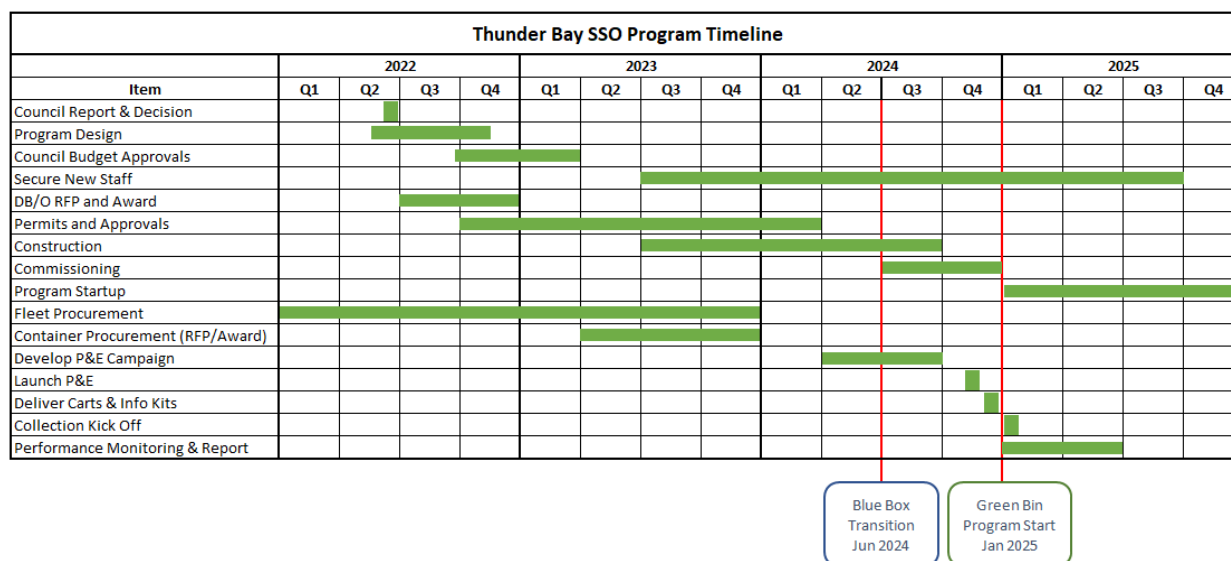 Thunder Bay SSO Program Timeline
2022 2023 2024 2025
Item Q1 Q2 Q3 Q4 Q1 Q2 Q3 Q4 Q1 Q2 Q3 Q4 Q1 Q2 Q3 Q4
Council Report & Decision
Program Design
Council Budget Approvals
Secure New Staff
DB/O RFP and Award
Permits and Approvals
Construction
Commissioning
Program Startup
Fleet Procurement
Container Procurement (RFP/Award)
Develop P&E Campaign
Launch P&E
Deliver Carts & Info Kits
Collection Kick Off
Performance Monitoring & Report
Blue Box
Transition
Jun 2024
Green Bin
Program Start
Jan 2025